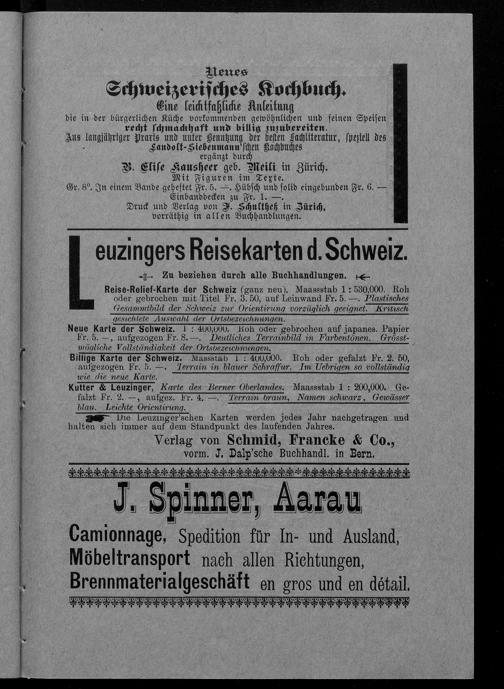 Neues
Schweizerisches Kochbuch.
Eine leichtfaßliche Anleitung
die in der bürgerlichen Küche vorkommenden gewöhnlichen und feinen Speisen
recht schmackhaft und billig zuzubereiten.
Aus langjähriger Praxis und unter Benutzung der besten Fachliteratur, speziell des
Landolt-Siebenmann'schen Kochbuches
ergänzt durch
B. Elise Hausheer geb. Meili in Zürich.
Mit Figuren im Texte.
Gr. 8º. In einem Bande geheftet Fr. 5. —. Hübsch und solid eingebunden Fr. 6. —
Einbanddecken zu Fr. 1. —.
Druck und Verlag von F. Schultheß in Zürich,
vorräthig in allen Buchhandlungen.
Leuzingers Reisekarten d. Schweiz.
Zu beziehen durch alle Buchhandlungen.
Reise-Relief-Karte der Schweiz (ganz neu). Maassstab 1 : 530,000. Roh
oder gebrochen mit Titel Fr. 3. 50, auf Leinwand Fr. 5. —. Plastisches
Gesammtbild der Schweiz zur Orientirung vorzüglich geeignet. Kritisch
gesichtete Auswahl der Ortsbezeichnungen.
Neue Karte der Schweiz. 1 : 400,000. Roh oder gebrochen auf japanes. Papier
Fr. 5. —, aufgezogen Fr. 8. —. Deutliches Terrainbild in Farbentönen. Grösst-
mögliche Vollständigkeit der Ortsbezeichnungen.
Billige Karte der Schweiz. Maassstab 1 : 400,000. Roh oder gefalzt Fr. 2. 50,
aufgezogen Fr. 5. —. Terrain in blauer Schraffur. Im Uebrigen so vollständig
wie die neue Karte.
Kutter & Leuzinger, Karte des Berner Oberlandes. Maassstab 1 : 200,000. Ge-
falzt Fr. 2. —, aufgez. Fr. 4. —. Terrain braun, Namen schwarz, Gewässer
blau. Leichte Orientirung.
Die Leuzinger'schen Karten werden jedes Jahr nachgetragen und
halten sich immer auf dem Standpunkt des laufenden Jahres.
Verlag von Schmid, Francke & Co.,
vorm. J. Dalp'sche Buchhandl. in Bern.
J. Spinner, Aarau
Camionnage, Spedition für In- und Ausland,
Möbeltransport nach allen Richtungen,
Brennmaterialgeschäft en gros und en détail.